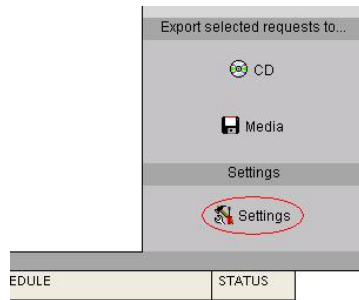 Export selected requests to...
CD
Media
Settings
Settings
EDULE STATUS